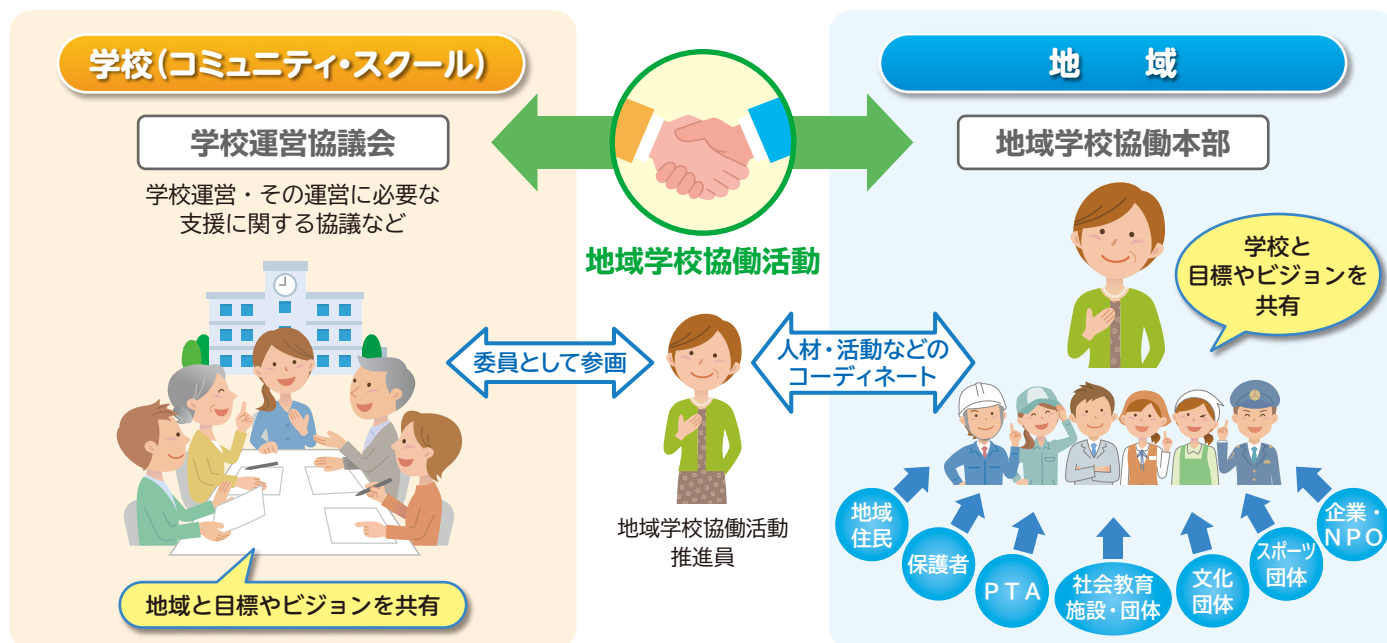 学校(コミュニティ・スクール)
学校運営協議会
学校運営・その運営に必要な
支援に関する協議など
地域と目標やビジョンを共有
地域学校協働活動
委員として参画
人材・活動などの
コーディネート
地域学校協働活動
推進員
地　域
地域学校協働本部
学校と
目標やビジョンを
共有
地域
住民
保護者
ＰＴＡ
社会教育
施設・団体
文化
団体
スポーツ
団体
企業・
ＮＰＯ